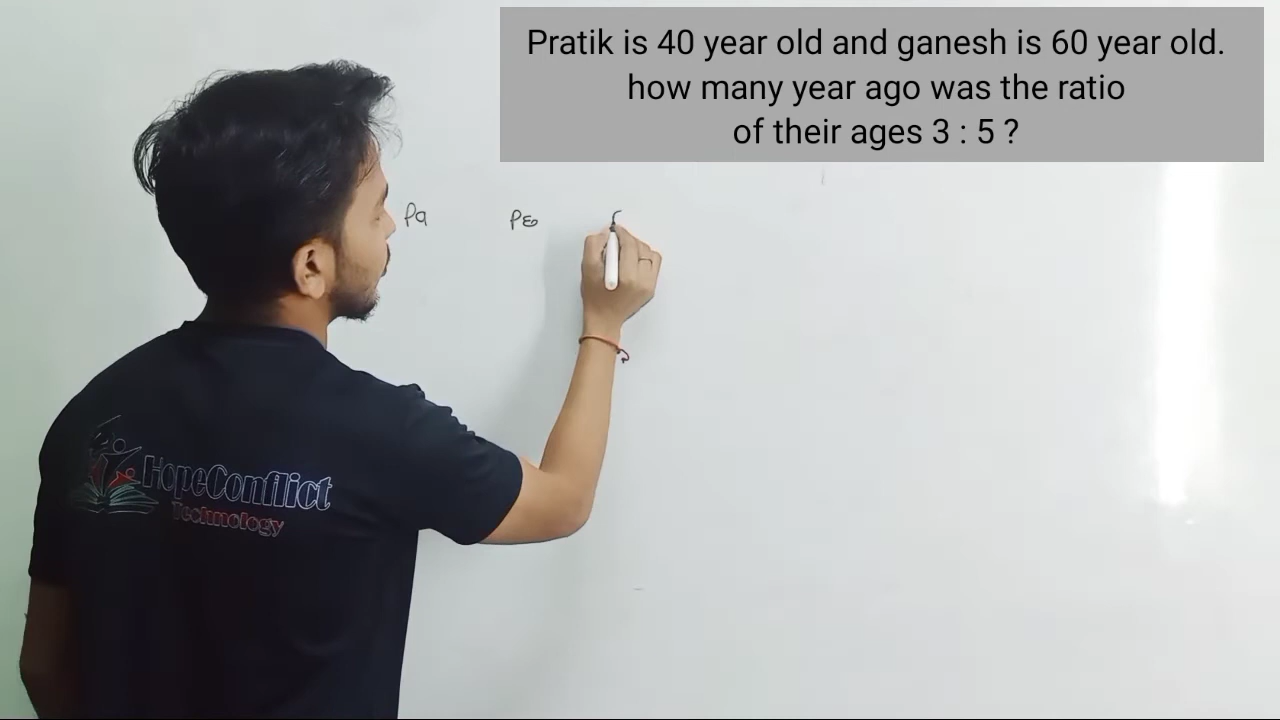 Pratik is 40 year old and ganesh is 60 year old.
how many year ago was the ratio
of their ages 3 : 5 ?
Pa
HopeConflict
Technology